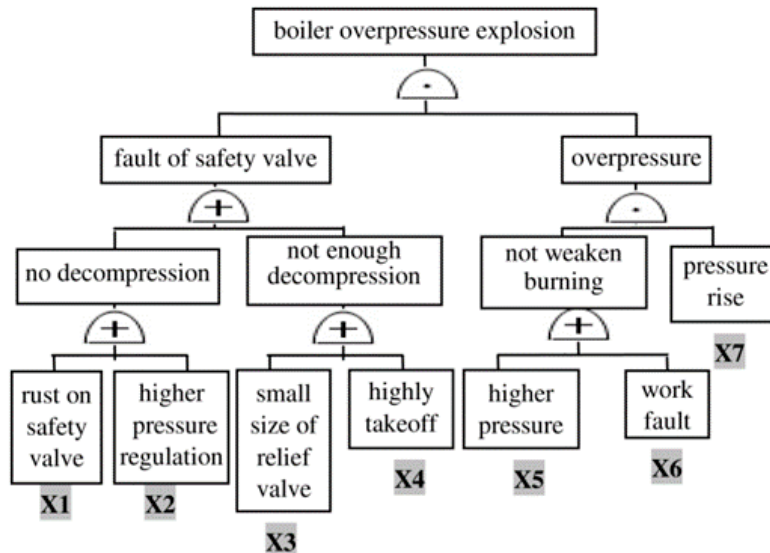 boiler overpressure explosion
fault of safety valve
overpressure
no decompression
not enough
decompression
not weaken
burning
pressure
rise
X7
rust on
safety
valve
X1
higher
pressure
regulation
X2
small
size of
relief
valve
X3
highly
takeoff
X4
higher
pressure
X5
work
fault
X6